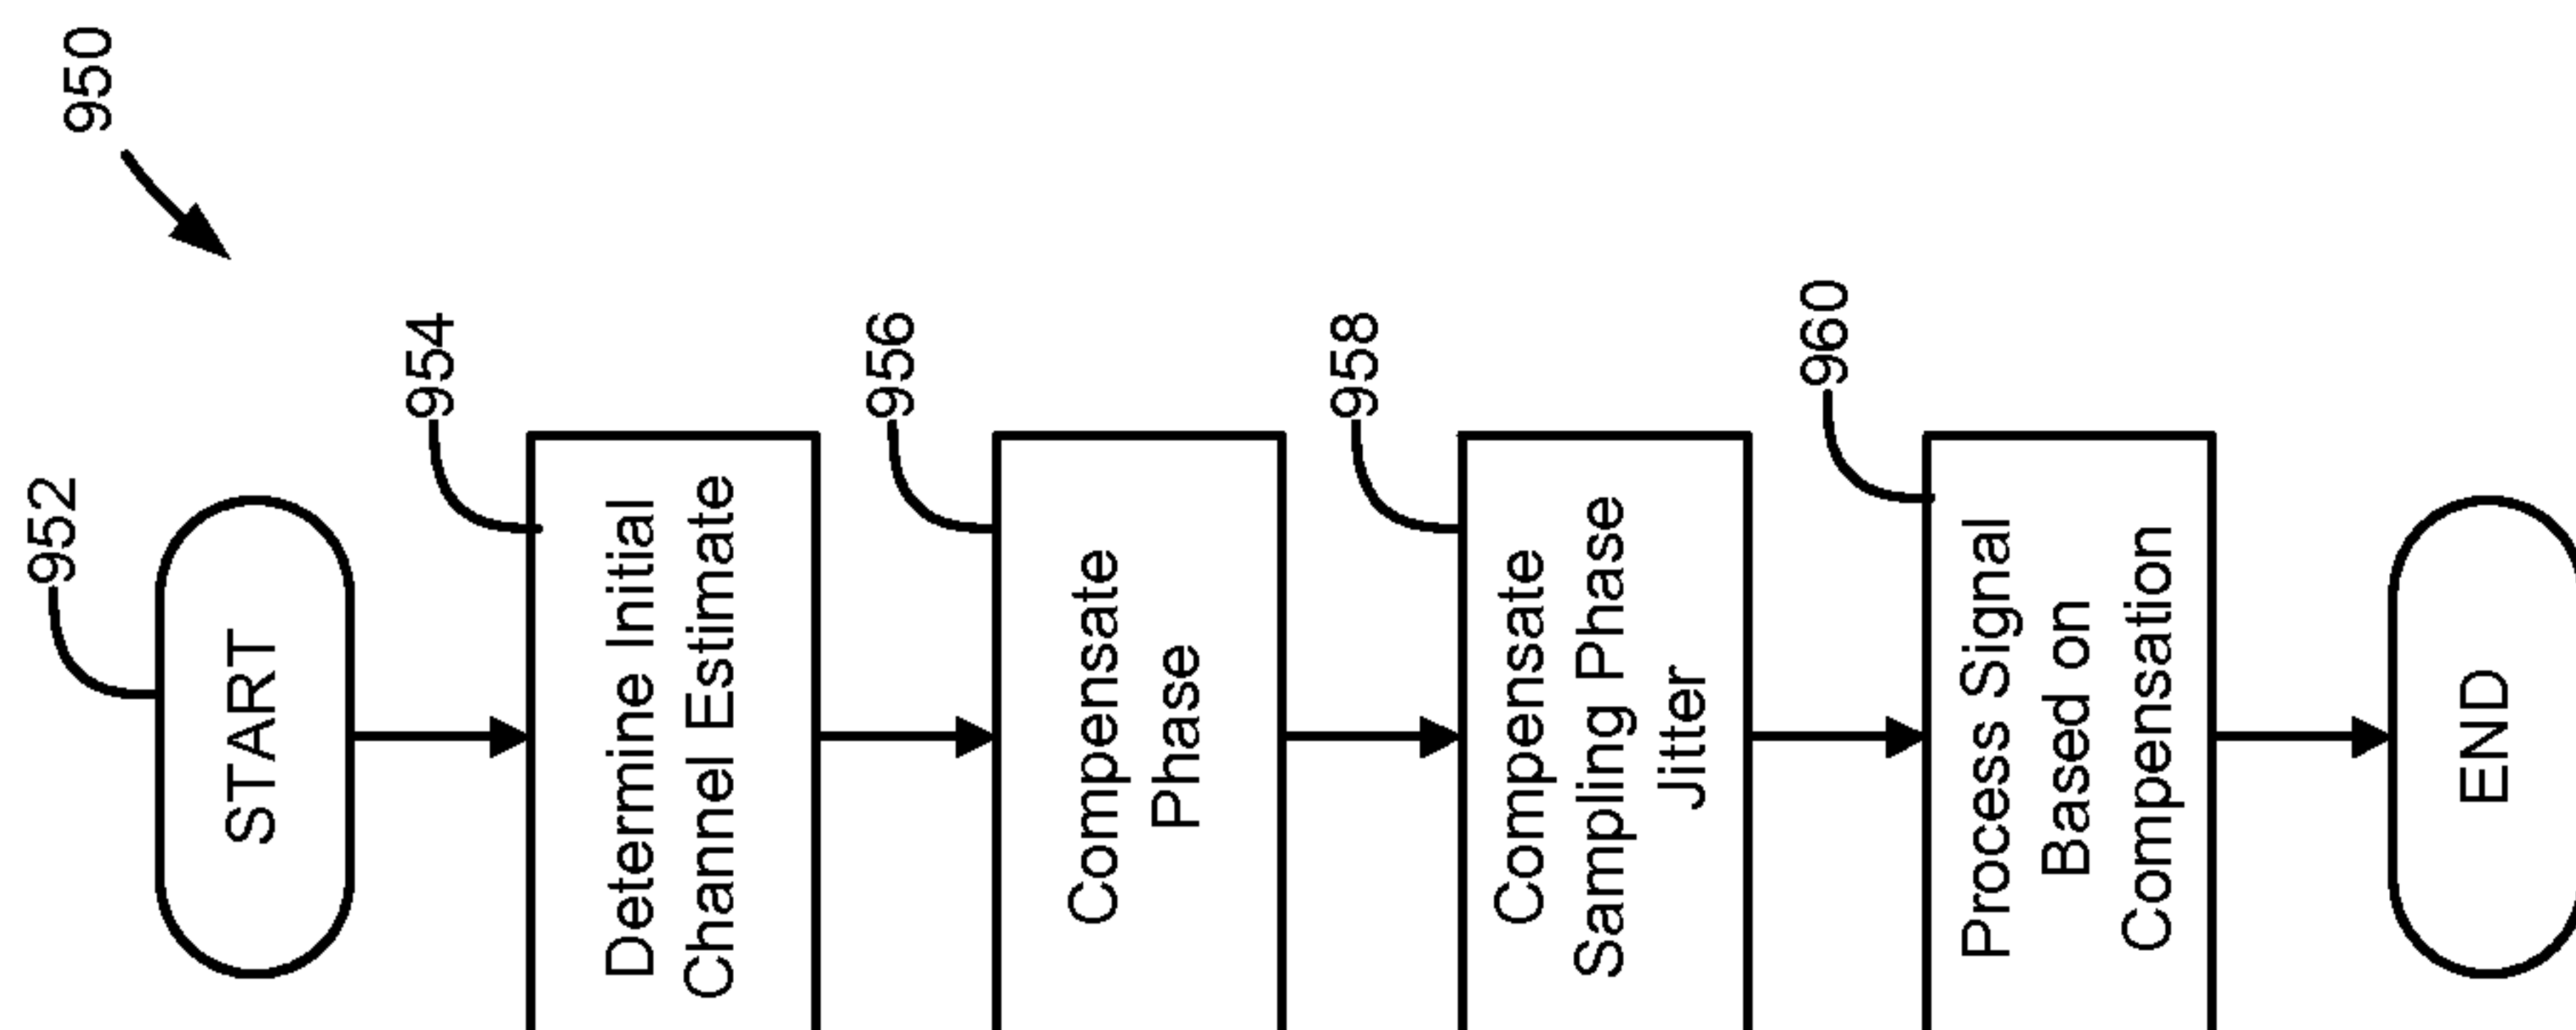 950
952
START
954
Determine Initial
Channel Estimate
956
Compensate
Phase
958
Compensate
Sampling Phase
Jitter
960
Process Signal
Based on
Compensation
END